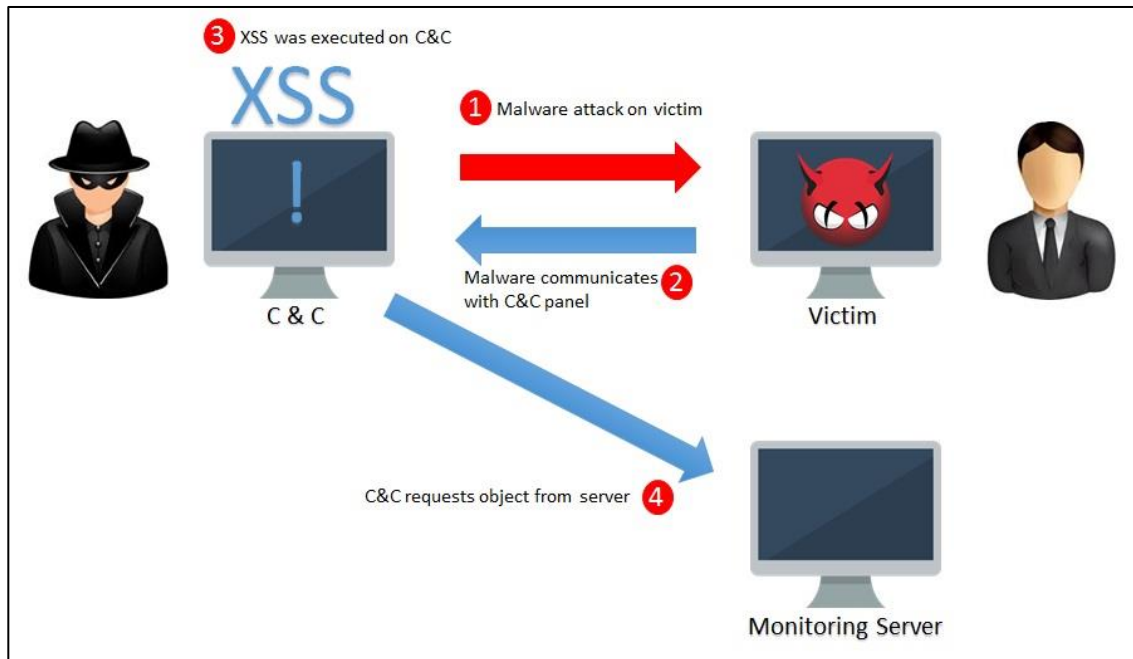 3 XSS was executed on C&C
XSS
!
1 Malware attack on victim
Malware communicates 2
with C&C panel
C & C
Victim
C&C requests object from server 4
Monitoring Server